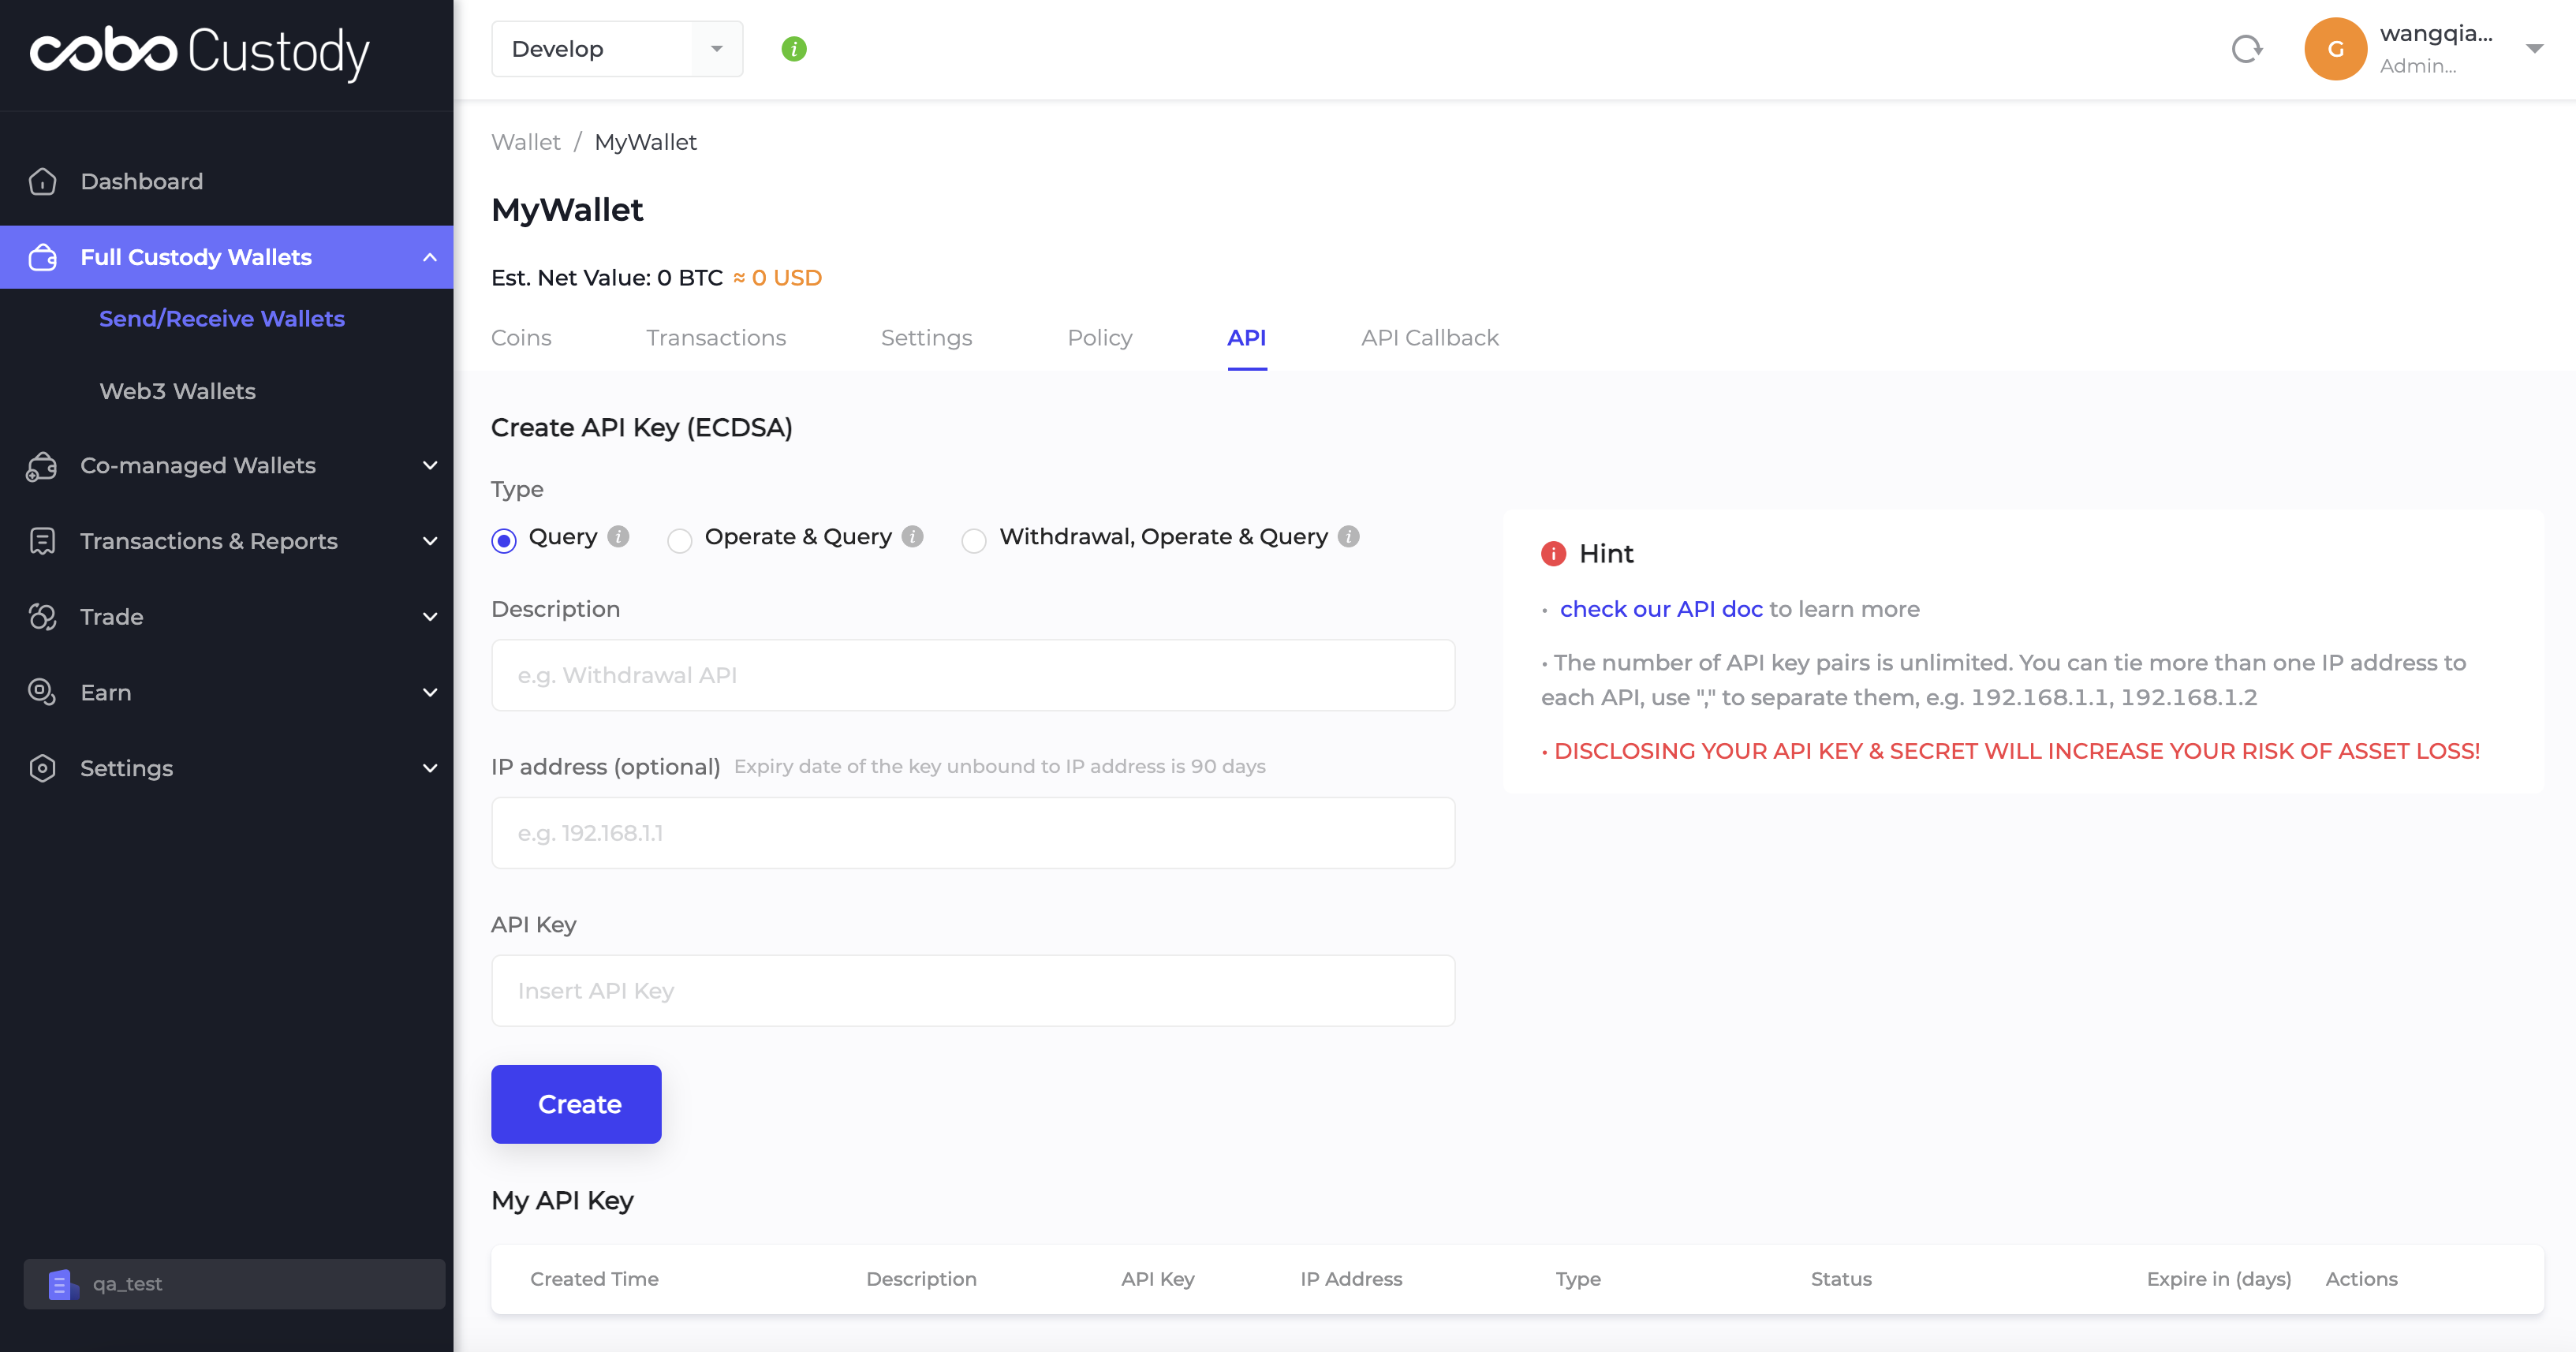 cobo Custody
Develop
G
wangqia...
Admin...
Dashboard
Full Custody Wallets
Send/Receive Wallets
Web3 Wallets
Co-managed Wallets
Transactions & Reports
Trade
Earn
Settings
qa_test
Wallet / MyWallet
MyWallet
Est. Net Value: 0 BTC ≈ 0 USD
Coins Transactions Settings Policy API API Callback
Create API Key (ECDSA)
Type
Query Operate & Query Withdrawal, Operate & Query
Description
e.g. Withdrawal API
IP address (optional) Expiry date of the key unbound to IP address is 90 days
e.g. 192.168.1.1
API Key
Insert API Key
Create
Hint
• check our API doc to learn more
• The number of API key pairs is unlimited. You can tie more than one IP address to
each API, use "," to separate them, e.g. 192.168.1.1, 192.168.1.2
• DISCLOSING YOUR API KEY & SECRET WILL INCREASE YOUR RISK OF ASSET LOSS!
My API Key
Created Time Description API Key IP Address Type Status Expire in (days) Actions